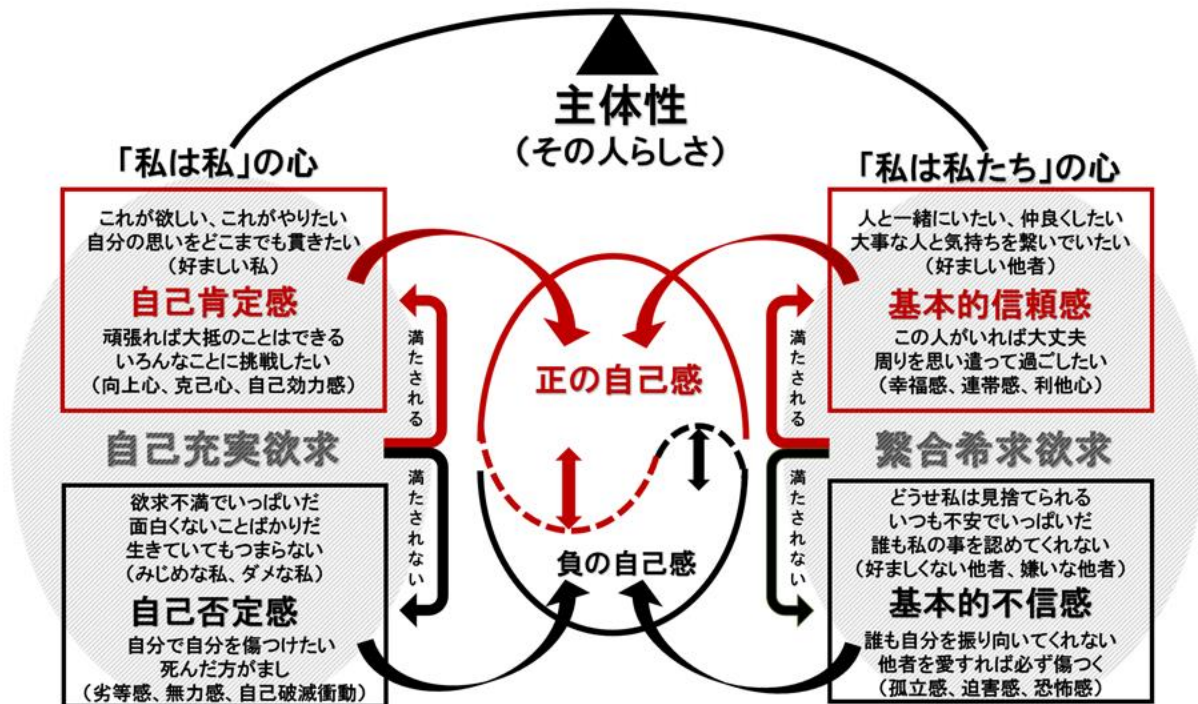 主体性
(その人らしさ)
「私は私」の心
これが欲しい、これがやりたい
自分の思いをどこまでも貫きたい
(好ましい私)
自己肯定感
頑張れば大抵のことはできる
いろんなことに挑戦したい
(向上心、克己心、自己効力感)
満たされる
自己充実欲求
満たされない
欲求不満でいっぱいだ
面白くないことばかりだ
生きていてもつまらない
(みじめな私、ダメな私)
自己否定感
自分で自分を傷つけたい
死んだ方がまし
(劣等感、無力感、自己破滅衝動)
正の自己感
負の自己感
「私は私たち」の心
人と一緒にいたい、仲良くしたい
大事な人と気持ちを繋いでいたい
(好ましい他者)
基本的信頼感
この人がいれば大丈夫
周りを思い遣って過ごしたい
(幸福感、連帯感、利他心)
満たされる
繋合希求欲求
満たされない
どうせ私は見捨てられる
いつも不安でいっぱいだ
誰も私の事を認めてくれない
(好ましくない他者、嫌いな他者)
基本的不信感
誰も自分を振り向いてくれない
他者を愛すれば必ず傷つく
(孤立感、迫害感、恐怖感)